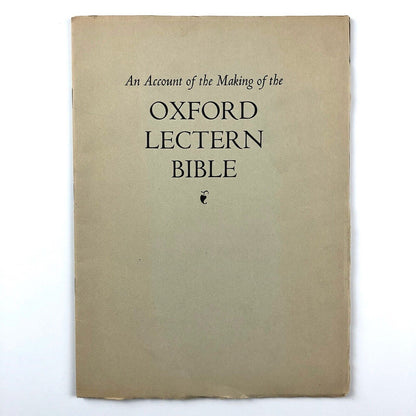 An Account of the Making of the
OXFORD
LECTERN
BIBLE